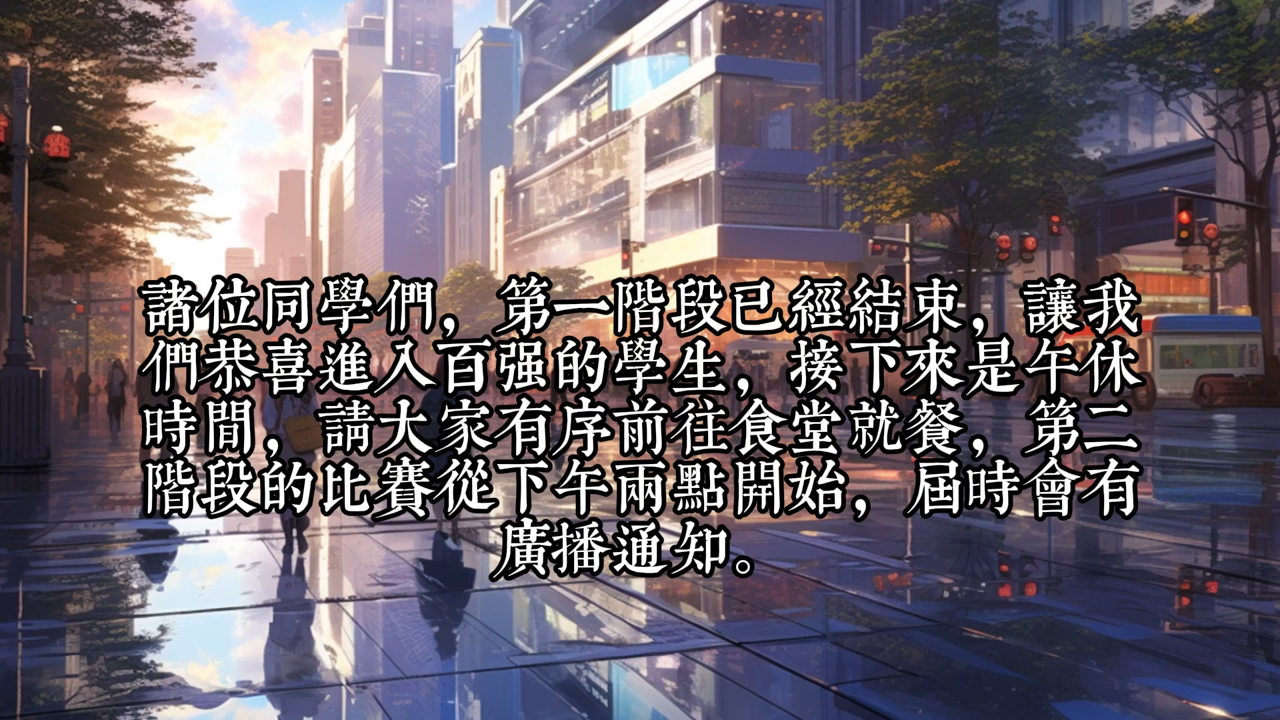 諸位同學們，第一階段已經結束，讓我
們恭喜進入百强的學生，接下來是午休
時間，請大家有序前往食堂就餐，第二
階段的比賽從下午兩點開始，屆時會有
廣播通知。